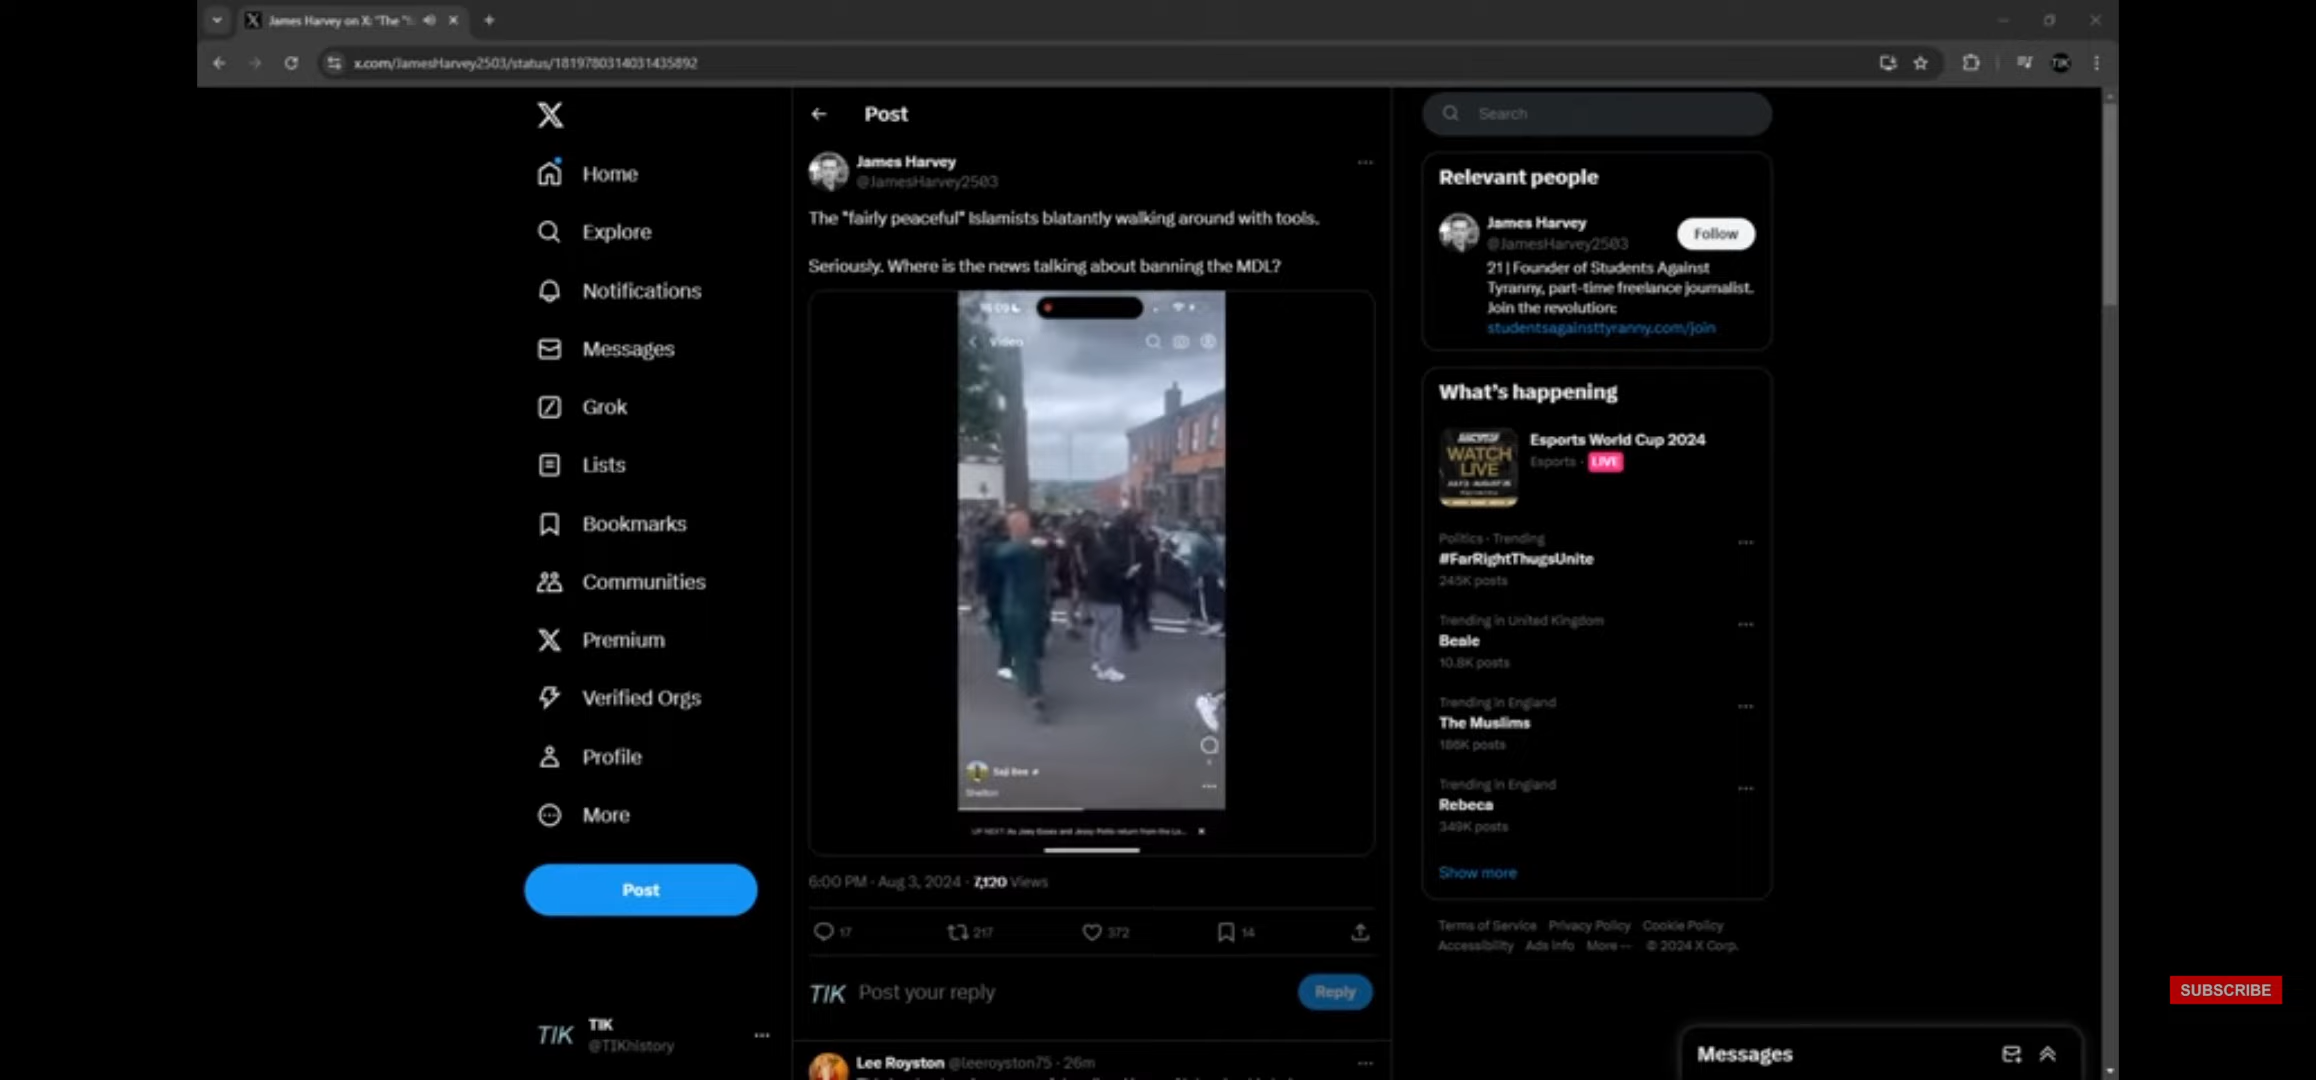 James Harvey on X: "The "f
x.com/JamesHarvey2503/status/1819780314031435892
TIK
Home
Explore
Notifications
Messages
Grok
Lists
Bookmarks
Communities
Premium
Verified Orgs
Profile
More
Post
TIK
TIK
@TIKhistory
Post
James Harvey
@JamesHarvey2503
The "fairly peaceful" Islamists blatantly walking around with tools.
Seriously. Where is the news talking about banning the MDL?
Video
Shelton
6:00 PM · Aug 3, 2024 · 7,120 Views
17
217
372
14
TIK
Post your reply
Reply
Lee Royston @leeroyston75 · 26m
Search
Relevant people
James Harvey
@JamesHarvey2503
Follow
21 | Founder of Students Against
Tyranny, part-time freelance journalist.
Join the revolution:
studentsagainsttyranny.com/join
What's happening
WATCH
LIVE
Esports World Cup 2024
Esports · LIVE
Politics · Trending
#FarRightThugsUnite
245K posts
Trending in United Kingdom
Beale
10.8K posts
Trending in England
The Muslims
186K posts
Trending in England
Rebeca
349K posts
Show more
Terms of Service Privacy Policy Cookie Policy
Accessibility Ads info More ··· © 2024 X Corp.
Messages
SUBSCRIBE